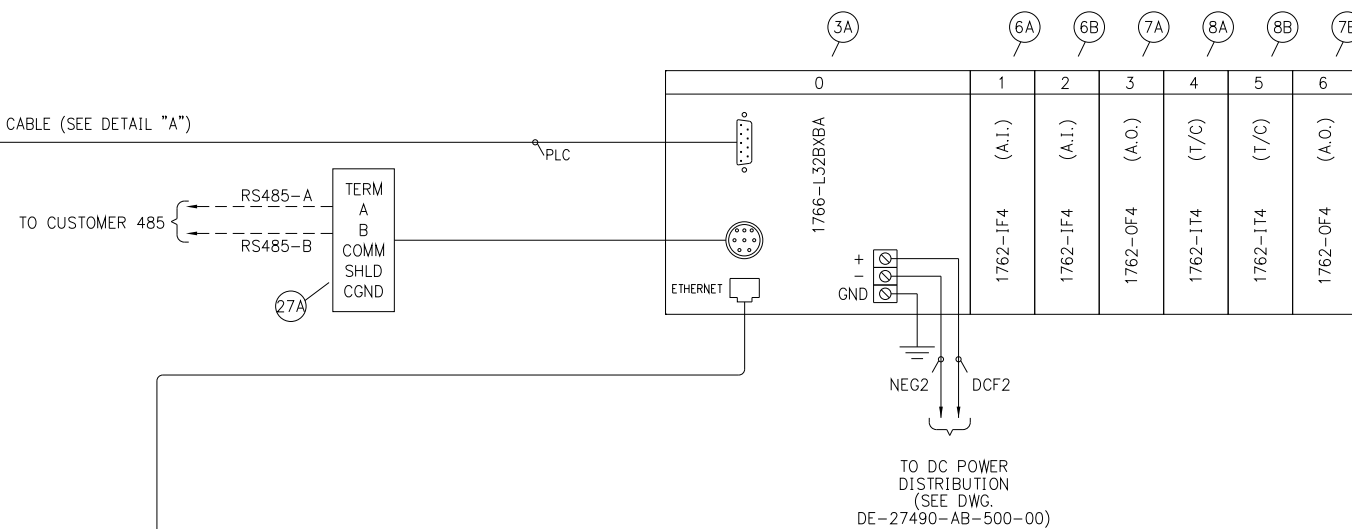 3A
6A
6B
7A
8A
8B
0
1
2
3
4
5
6
CABLE (SEE DETAIL "A")
PLC
1766-L32BXBA
(A.I.)
(A.I.)
(A.O.)
(T/C)
(T/C)
(A.O.)
1762-IF4
1762-IF4
1762-OF4
1762-IT4
1762-IT4
1762-OF4
TO CUSTOMER 485
RS485-A
RS485-B
TERM
A
B
COMM
SHLD
CGND
27A
ETHERNET
+
-
GND
NEG2
DCF2
TO DC POWER
DISTRIBUTION
(SEE DWG.
DE-27490-AB-500-00)